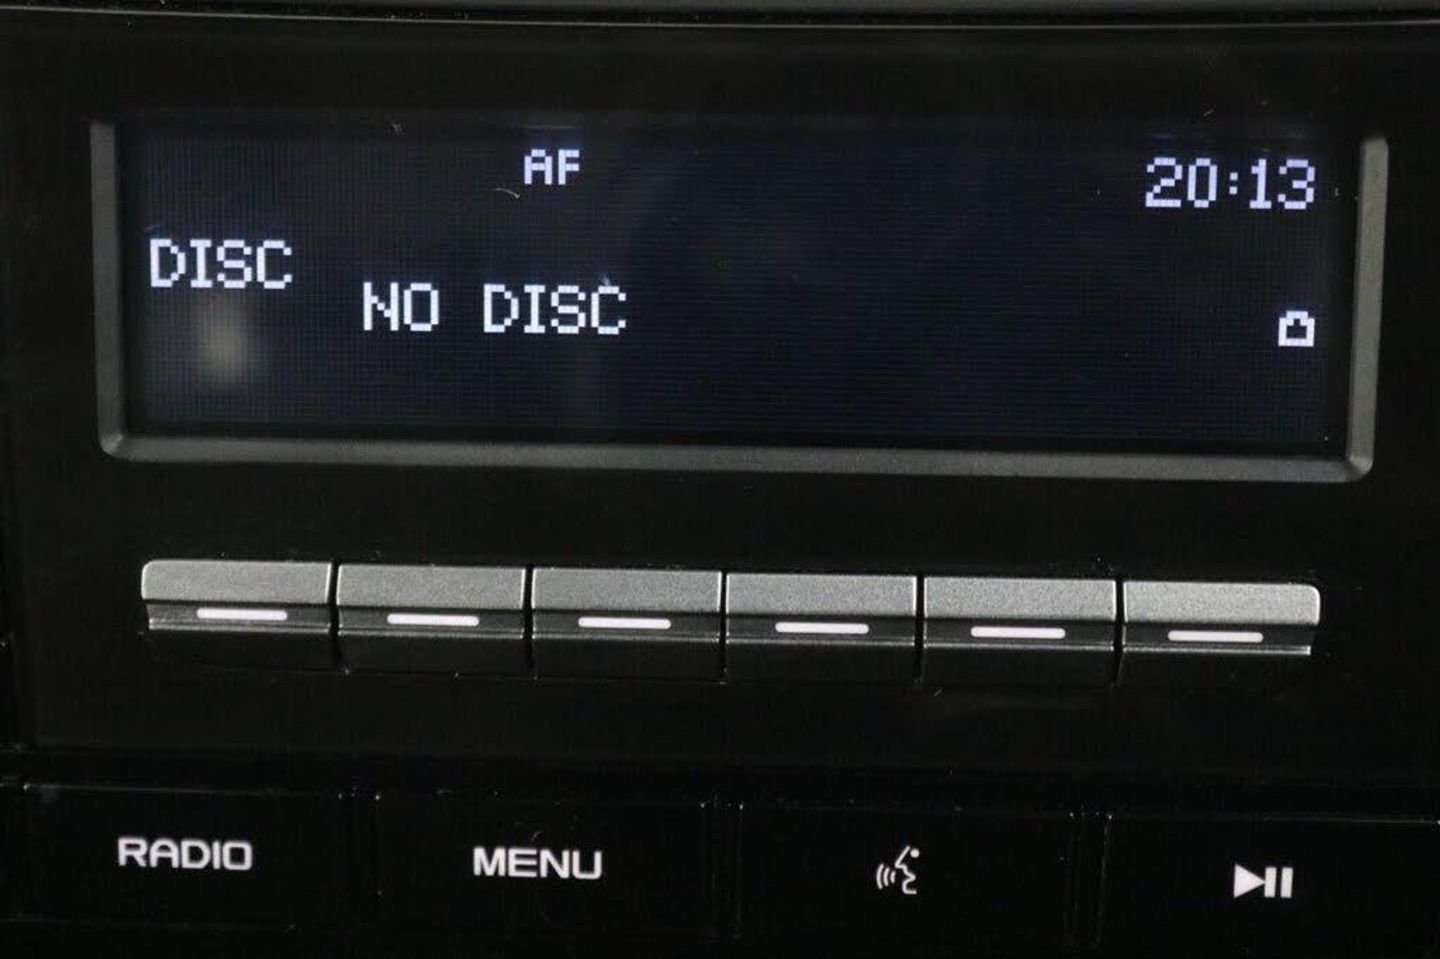 AF
20:13
DISC
NO DISC
RADIO
MENU